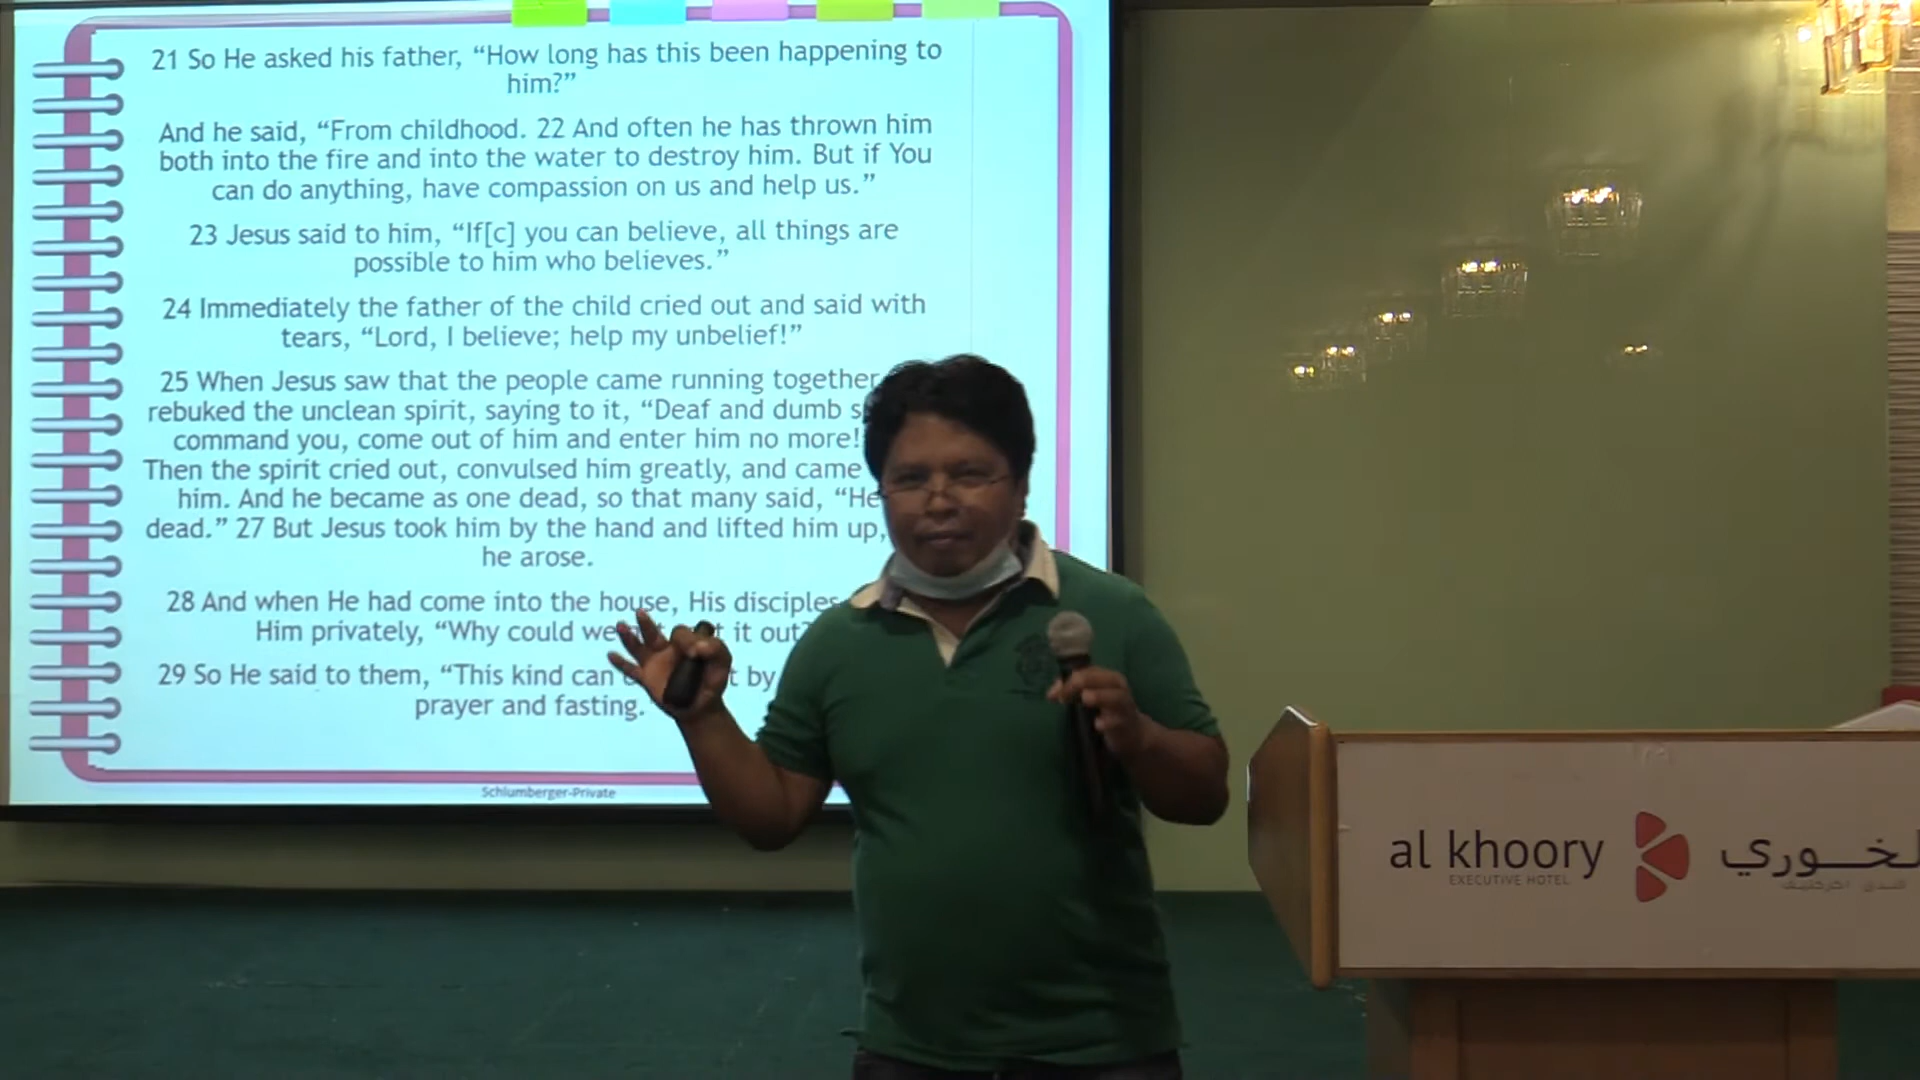 21 So He asked his father, “How long has this been happening to
him?”
And he said, “From childhood. 22 And often he has thrown him
both into the fire and into the water to destroy him. But if You
can do anything, have compassion on us and help us.”
23 Jesus said to him, “If[c] you can believe, all things are
possible to him who believes.”
24 Immediately the father of the child cried out and said with
tears, “Lord, I believe; help my unbelief!”
25 When Jesus saw that the people came running together
rebuked the unclean spirit, saying to it, “Deaf and dumb
command you, come out of him and enter him no more!
Then the spirit cried out, convulsed him greatly, and came
him. And he became as one dead, so that many said, “He
dead.” 27 But Jesus took him by the hand and lifted him up,
he arose.
28 And when He had come into the house, His disciples
Him privately, “Why could we it out?
29 So He said to them, “This kind can by
prayer and fasting.
Schlumberger-Private
al khoory الخوري
EXECUTIVE HOTEL